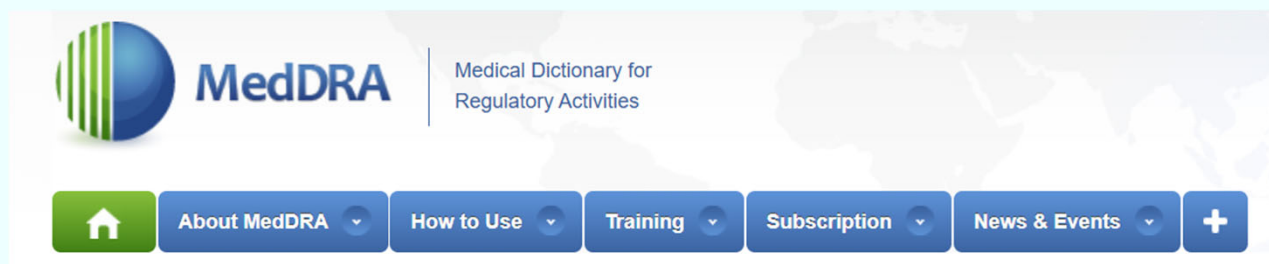 MedDRA
Medical Dictionary for
Regulatory Activities
About MedDRA
How to Use
Training
Subscription
News & Events